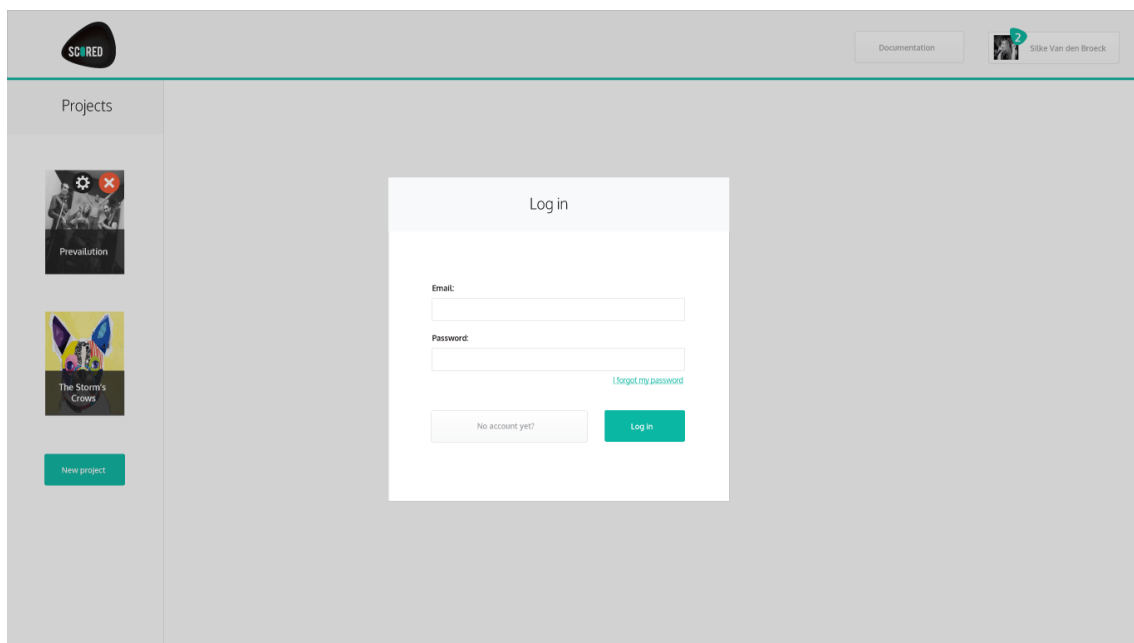 SCORED
Documentation
2
Silke Van den Broeck
Projects
Prevailution
The Storm's
Crows
New project
Log in
Email:
Password:
I forgot my password
No account yet?
Log in